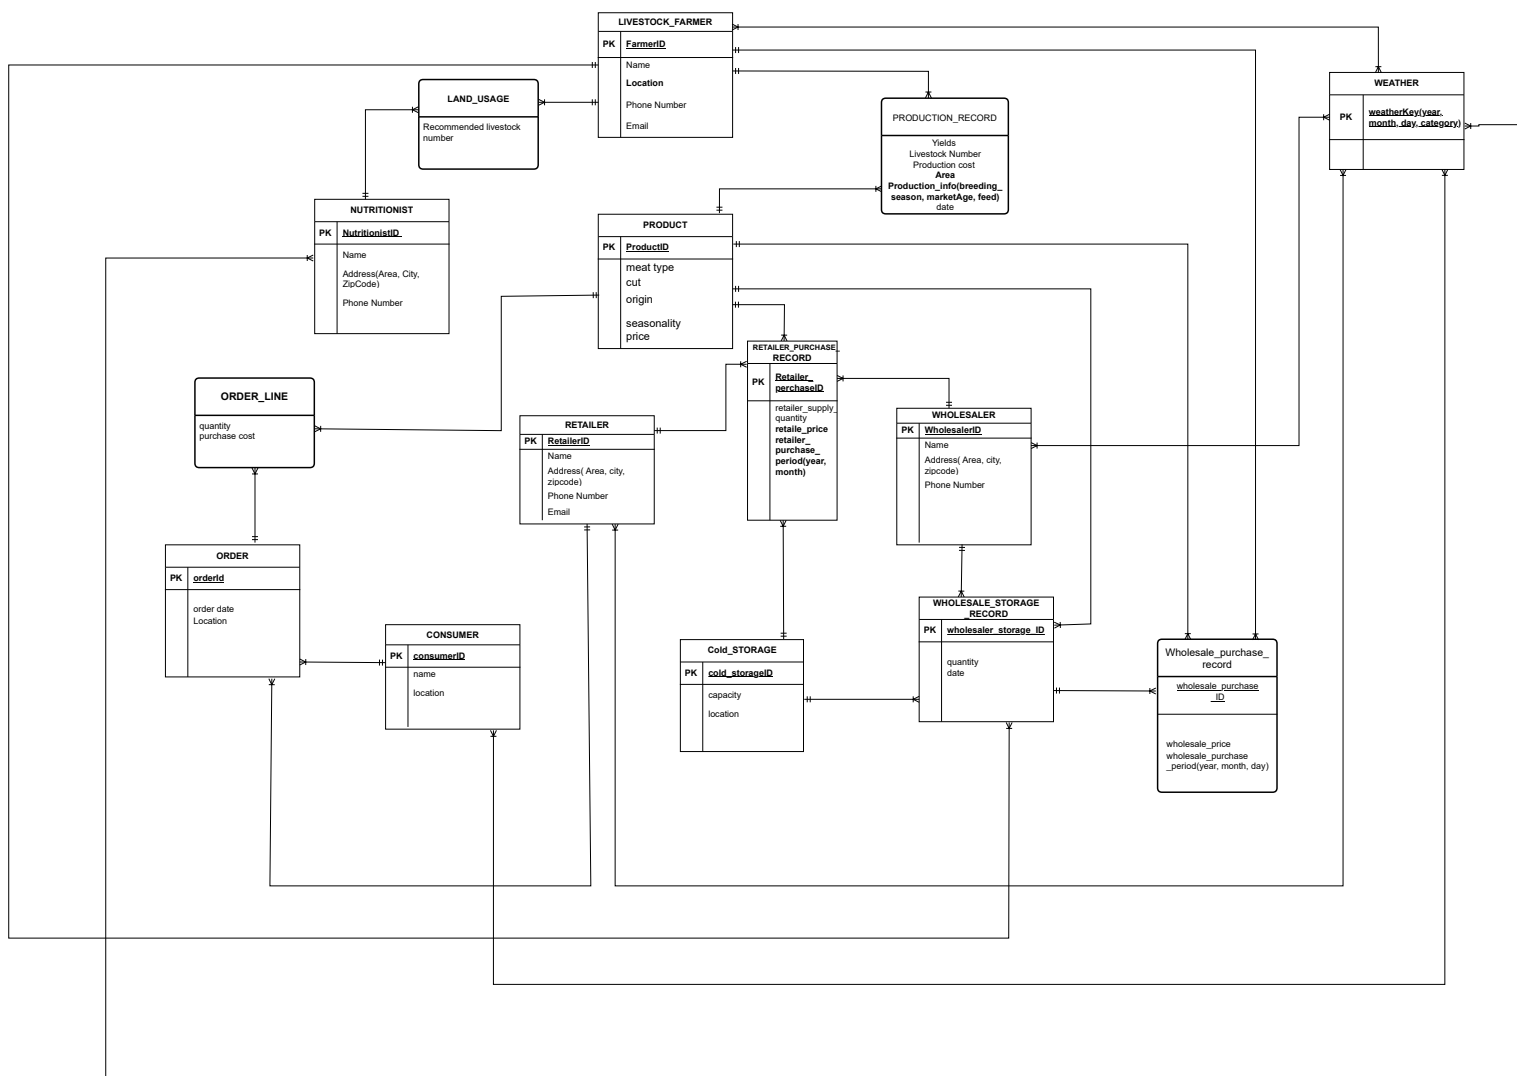 LIVESTOCK_FARMER
PK
FarmerID
Name
Location
Phone Number
Email
LAND_USAGE
Recommended livestock
number
PRODUCTION_RECORD
Yields
Livestock Number
Production cost
Area
Production_info(breeding_
season, marketAge, feed)
date
WEATHER
PK
weatherKey(year,
month, day, category)
NUTRITIONIST
PK
NutritionistID
Name
Address(Area, City,
ZipCode)
Phone Number
PRODUCT
PK
ProductID
meat type
cut
origin
seasonality
price
RETAILER_PURCHASE_
RECORD
PK
Retailer_
perchaseID
retailer_supply_
quantity
retaile_price
retailer_
purchase_
period(year,
month)
ORDER_LINE
quantity
purchase cost
RETAILER
PK
RetailerID
Name
Address( Area, city,
zipcode)
Phone Number
Email
WHOLESALER
PK
WholesalerID
Name
Address( Area, city,
zipcode)
Phone Number
ORDER
PK
orderId
order date
Location
CONSUMER
PK
consumerID
name
location
Cold_STORAGE
PK
cold_storageID
capacity
location
WHOLESALE_STORAGE
_RECORD
PK
wholesaler_storage_ID
quantity
date
Wholesale_purchase_
record
wholesale_purchase
_ID
wholesale_price
wholesale_purchase
_period(year, month, day)